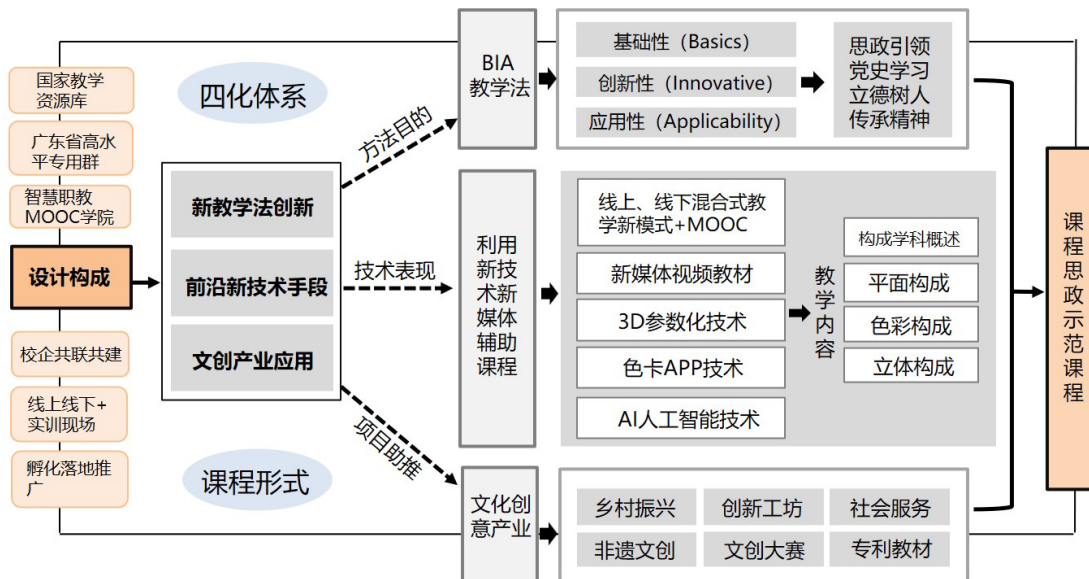 国家教学
资源库
广东省高水
平专用群
智慧职教
MOOC学院
设计构成
校企共联共建
线上线下+
实训现场
孵化落地推
广
四化体系
课程形式
新教学法创新
前沿新技术手段
文创产业应用
方法目的
技术表现
项目助推
BIA
教学法
基础性（Basics）
创新性（Innovative）
应用性（Applicability）
思政引领
党史学习
立德树人
传承精神
利用
新技
术新
媒体
辅助
课程
线上、线下混合式教
学新模式+MOOC
新媒体视频教材
3D参数化技术
色卡APP技术
AI人工智能技术
教学内容
构成学科概述
平面构成
色彩构成
立体构成
文化创
意产业
乡村振兴
创新工坊
社会服务
非遗文创
文创大赛
专利教材
课程思政示范课程